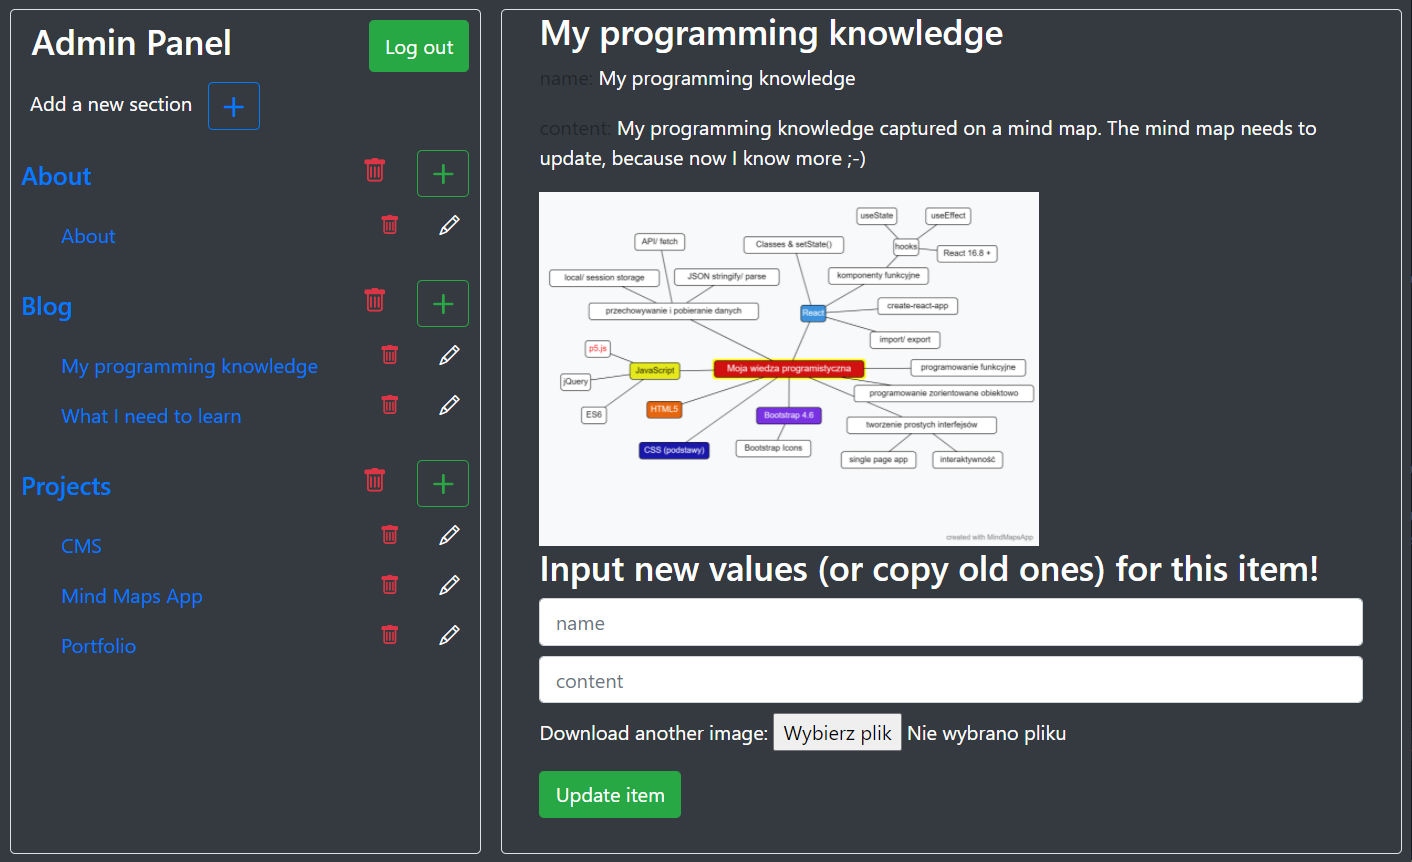 Admin Panel
Log out
Add a new section
About
About
Blog
My programming knowledge
What I need to learn
Projects
CMS
Mind Maps App
Portfolio
My programming knowledge
name: My programming knowledge
content: My programming knowledge captured on a mind map. The mind map needs to
update, because now I know more ;-)
useState
useEffect
API/ fetch
Classes & setState()
hooks
React 16.8 +
local/ session storage
JSON stringify/ parse
komponenty funkcyjne
przechowywanie i pobieranie danych
React
create-react-app
import/ export
p5.js
JavaScript
Moja wiedza programistyczna
programowanie funkcyjne
jQuery
programowanie zorientowane obiektowo
ES6
HTML5
Bootstrap 4.6
tworzenie prostych interfejsów
CSS (podstawy)
Bootstrap Icons
single page app
interaktywność
created with MindMapsApp
Input new values (or copy old ones) for this item!
name
content
Download another image: Wybierz plik Nie wybrano pliku
Update item